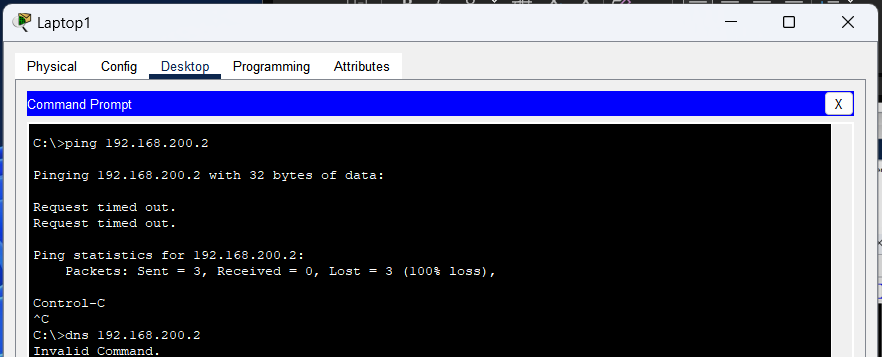 Laptop1
Physical Config Desktop Programming Attributes
Command Prompt X
C:\>ping 192.168.200.2
Pinging 192.168.200.2 with 32 bytes of data:
Request timed out.
Request timed out.
Ping statistics for 192.168.200.2:
Packets: Sent = 3, Received = 0, Lost = 3 (100% loss),
Control-C
^C
C:\>dns 192.168.200.2
Invalid Command.